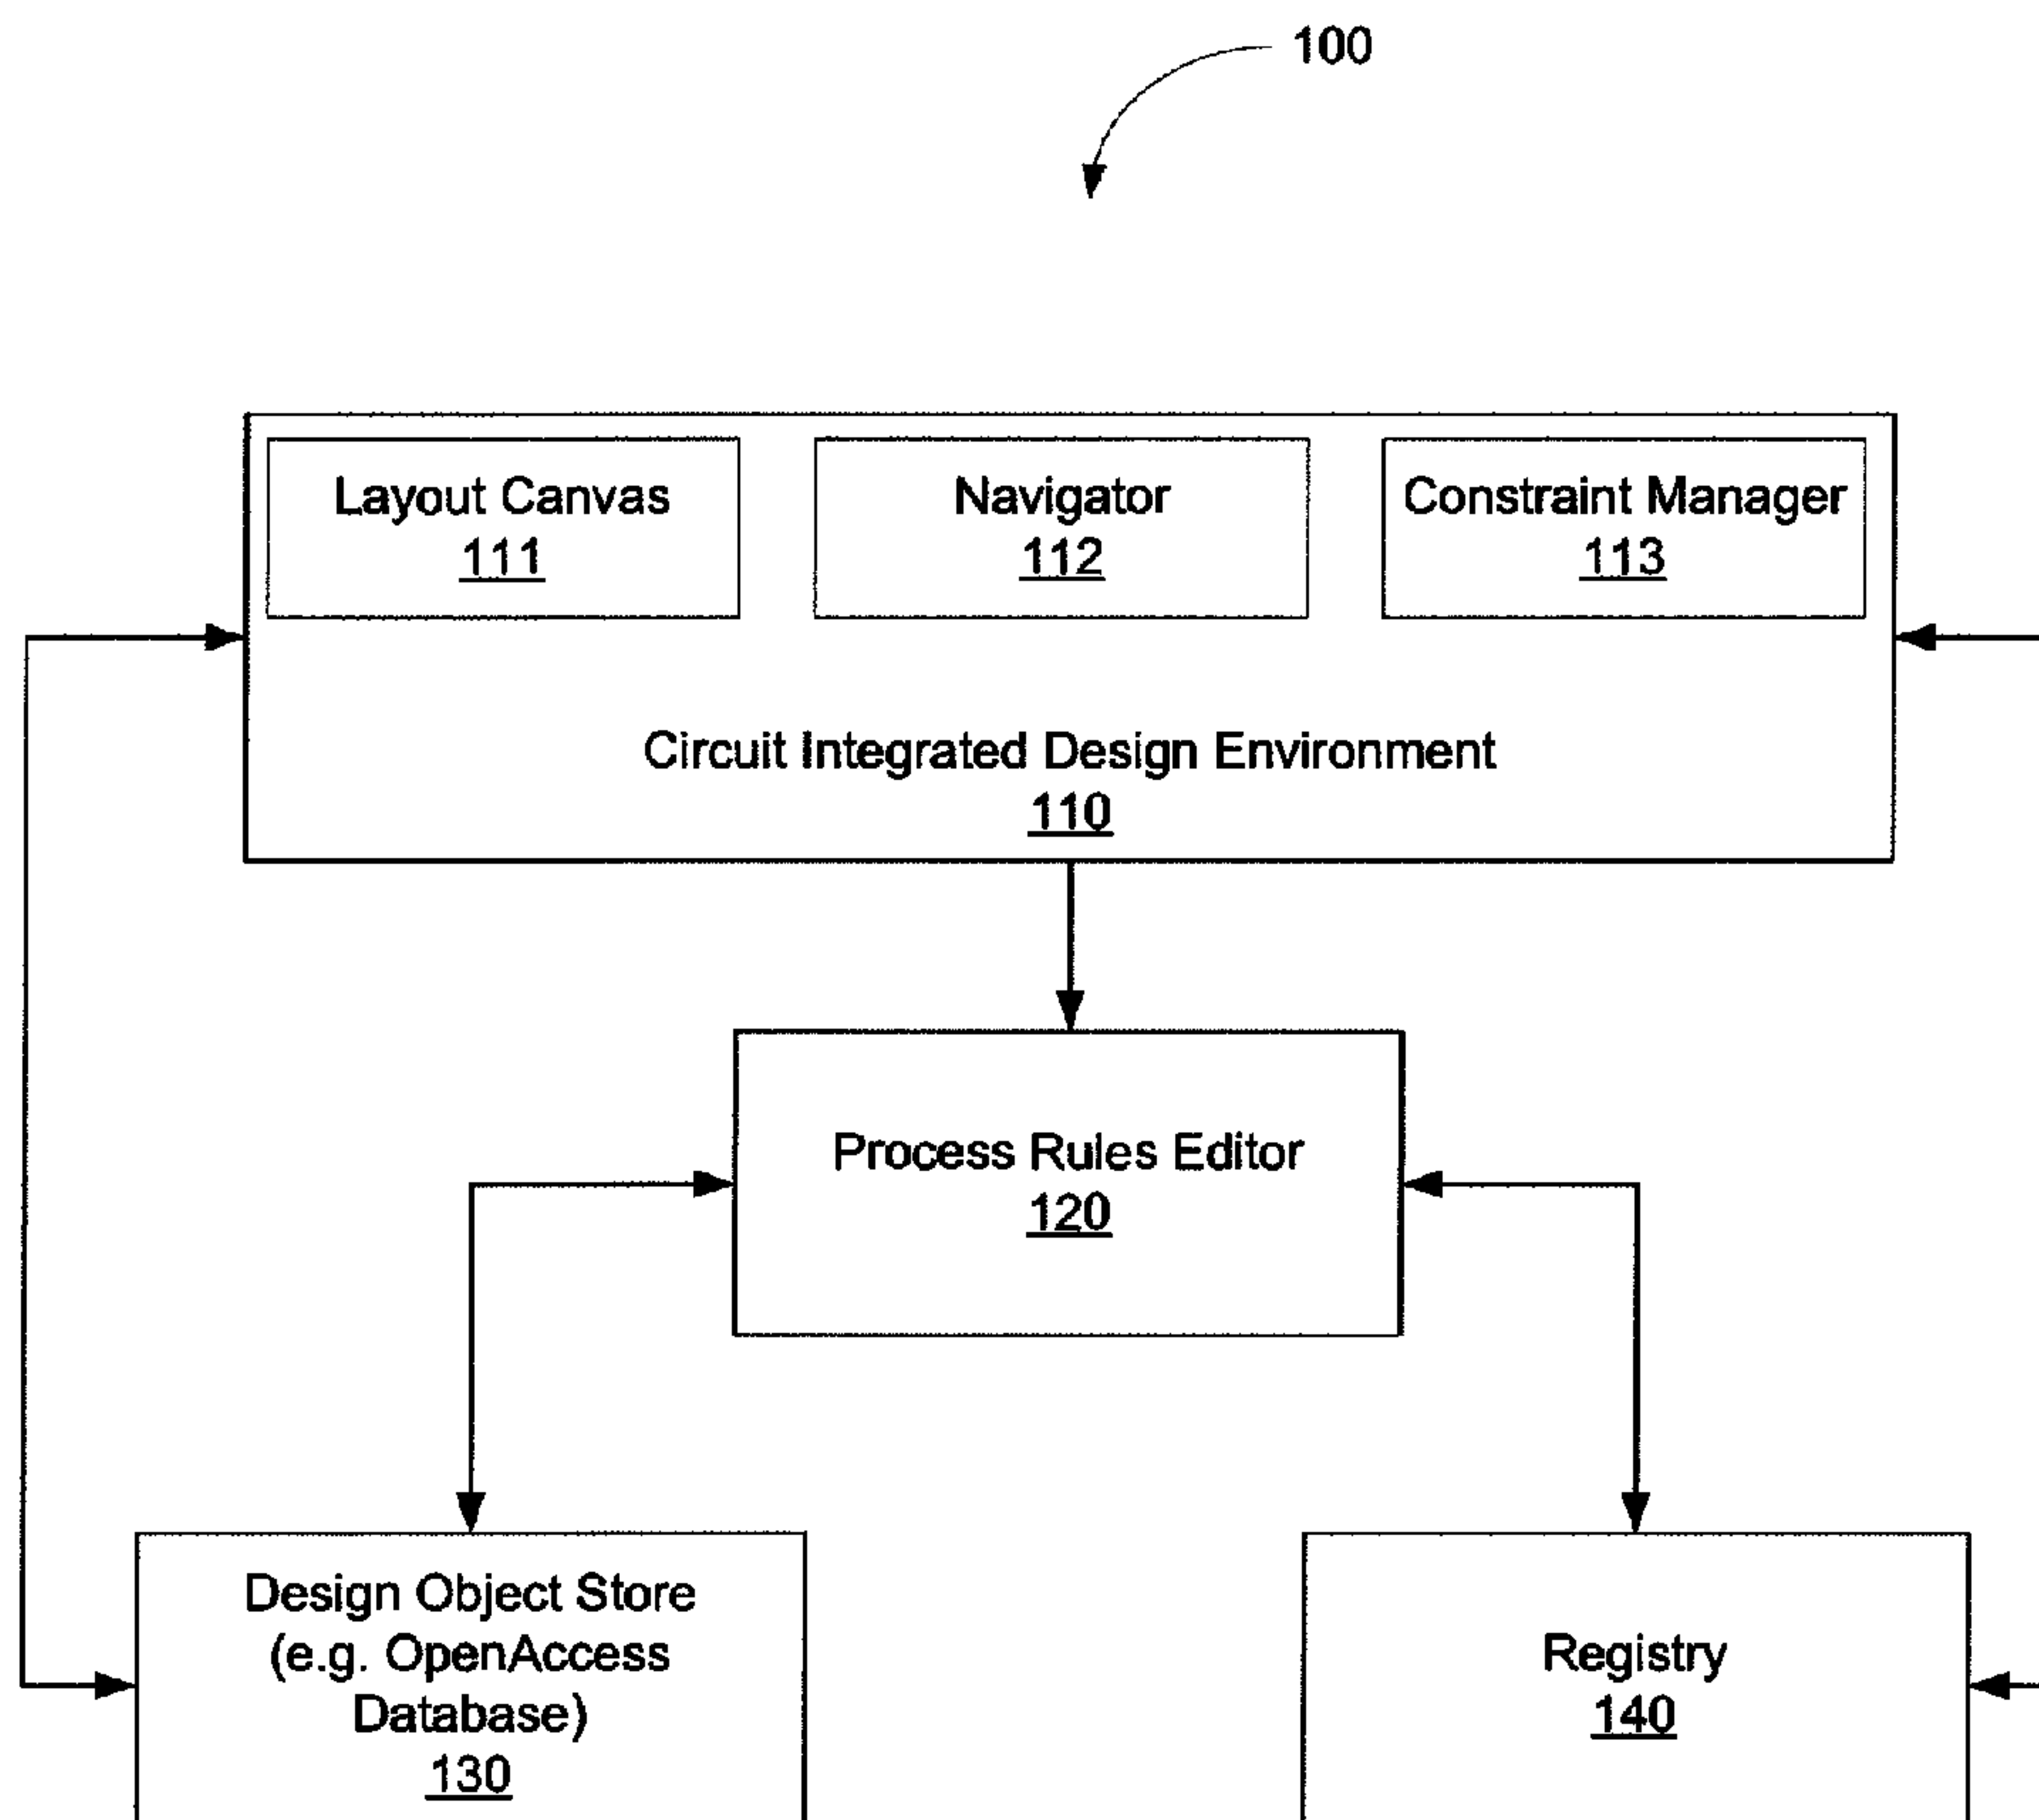 100
Layout Canvas
111
Navigator
112
Constraint Manager
113
Circuit Integrated Design Environment
110
Process Rules Editor
120
Design Object Store
(e.g. OpenAccess
Database)
130
Registry
140